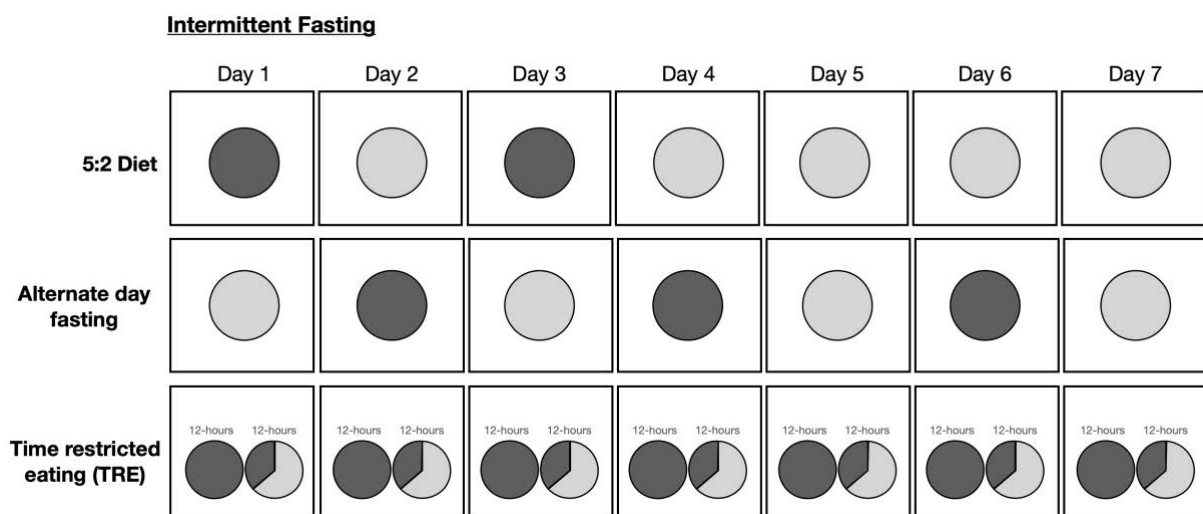 Intermittent Fasting
Day 1 Day 2 Day 3 Day 4 Day 5 Day 6 Day 7
5:2 Diet
Alternate day
fasting
12-hours 12-hours 12-hours 12-hours 12-hours 12-hours 12-hours 12-hours 12-hours 12-hours 12-hours 12-hours 12-hours 12-hours
Time restricted
eating (TRE)